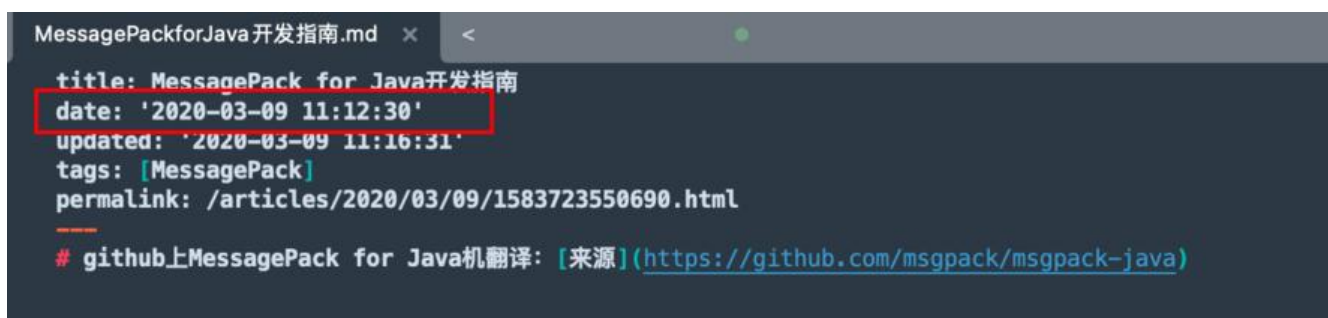 MessagePackforJava开发指南.md × <
title: MessagePack for Java开发指南
date: '2020-03-09 11:12:30'
updated: '2020-03-09 11:16:31'
tags: [MessagePack]
permalink: /articles/2020/03/09/1583723550690.html
---
# github上MessagePack for Java机翻译：[来源](https://github.com/msgpack/msgpack-java)